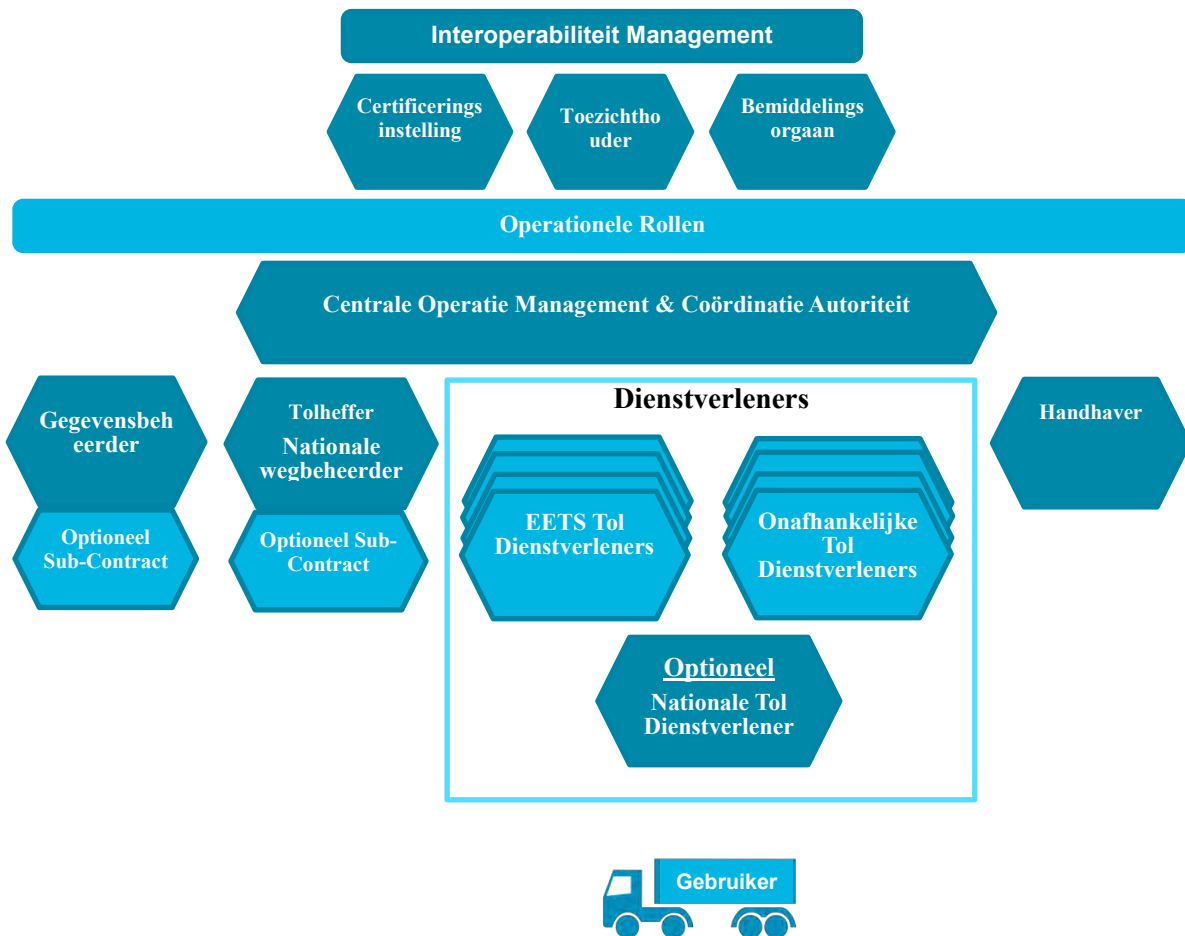 Interoperabiliteit Management
Certificerings
instelling
Toezichtho
uder
Bemiddelings
orgaan
Operationele Rollen
Centrale Operatie Management & Coördinatie Autoriteit
Gegevensbeh
eerder
Optioneel
Sub-Contract
Tolheffer
Nationale
wegbeheerder
Optioneel Sub-
Contract
Dienstverleners
EETS Tol
Dienstverleners
Onafhankelijke
Tol
Dienstverleners
Optioneel
Nationale Tol
Dienstverlener
Handhaver
Gebruiker